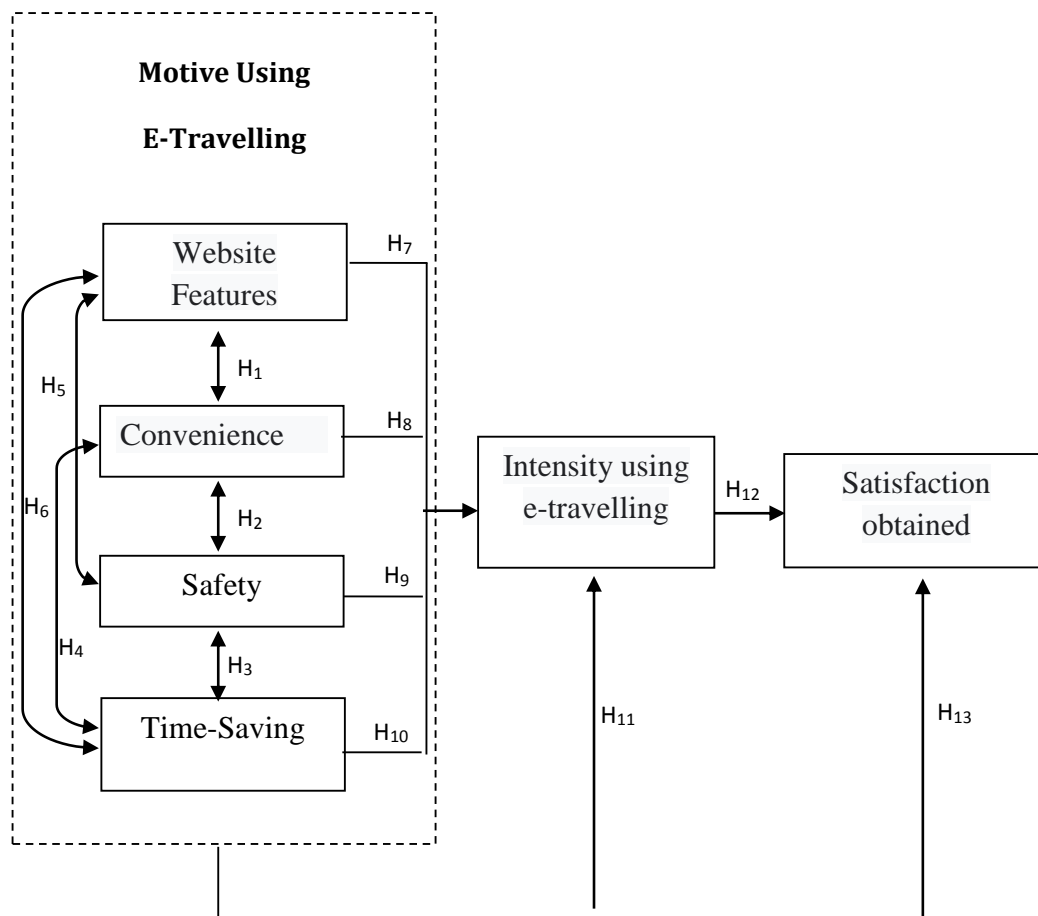 Motive Using
E-Travelling
Website
Features
H7
H1
H5
Convenience
H8
H6
H2
Safety
H9
H4
H3
Time-Saving
H10
Intensity using
e-travelling
H12
Satisfaction
obtained
H11
H13